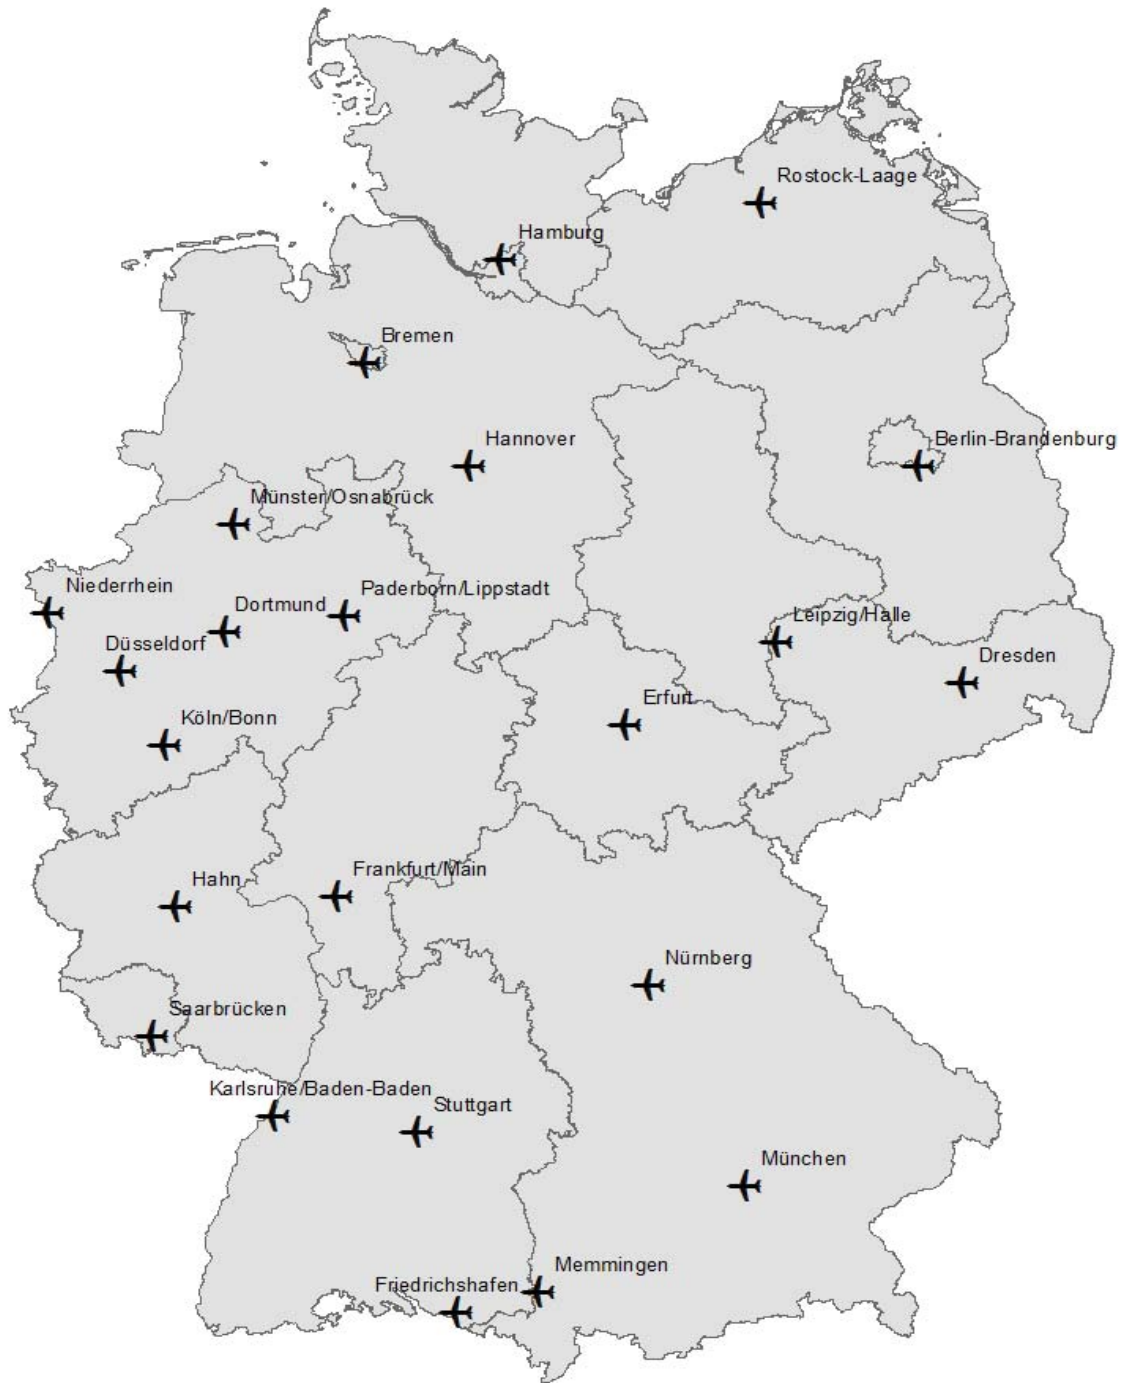 Rostock-Laage
Hamburg
Bremen
Hannover
Berlin-Brandenburg
Münster/Osnabrück
Niederrhein
Paderborn/Lippstadt
Dortmund
Leipzig/Halle
Düsseldorf
Dresden
Erfurt
Köln/Bonn
Frankfurt/Main
Hahn
Nürnberg
Saarbrücken
Karlsruhe/Baden-Baden
Stuttgart
München
Memmingen
Friedrichshafen